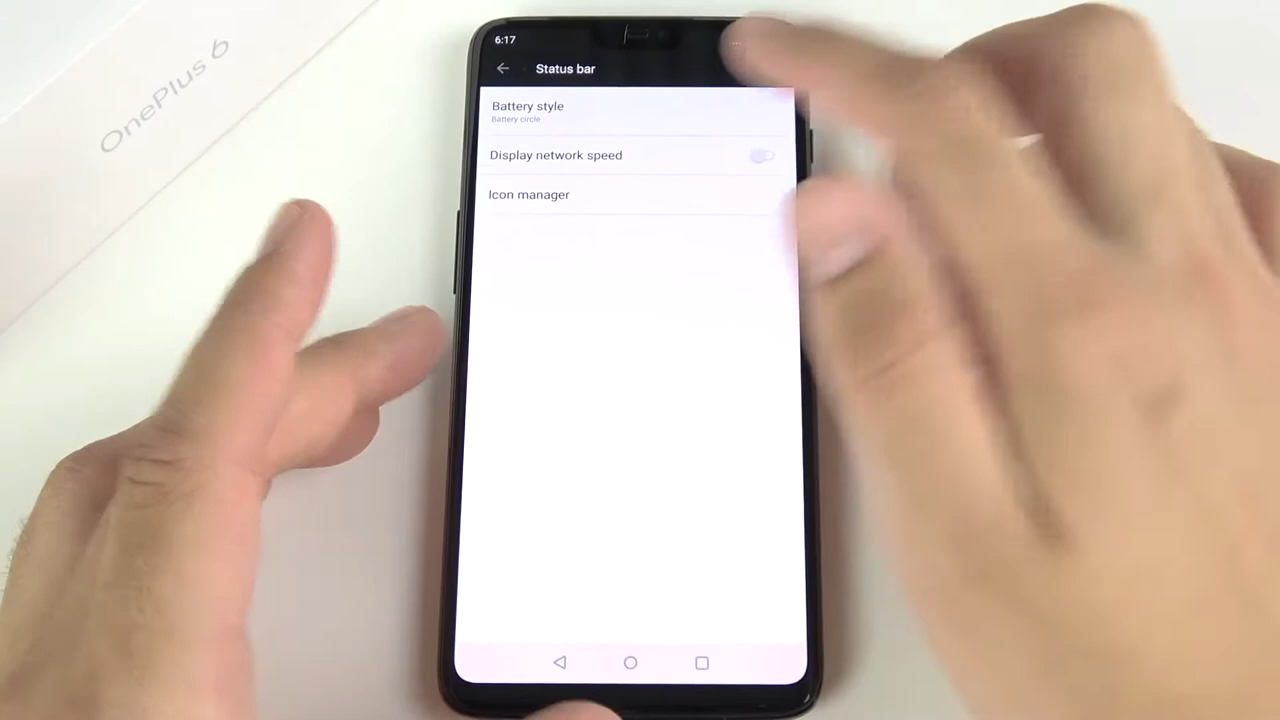 OnePlus 6
6:17
Status bar
Battery style
Battery circle
Display network speed
Icon manager